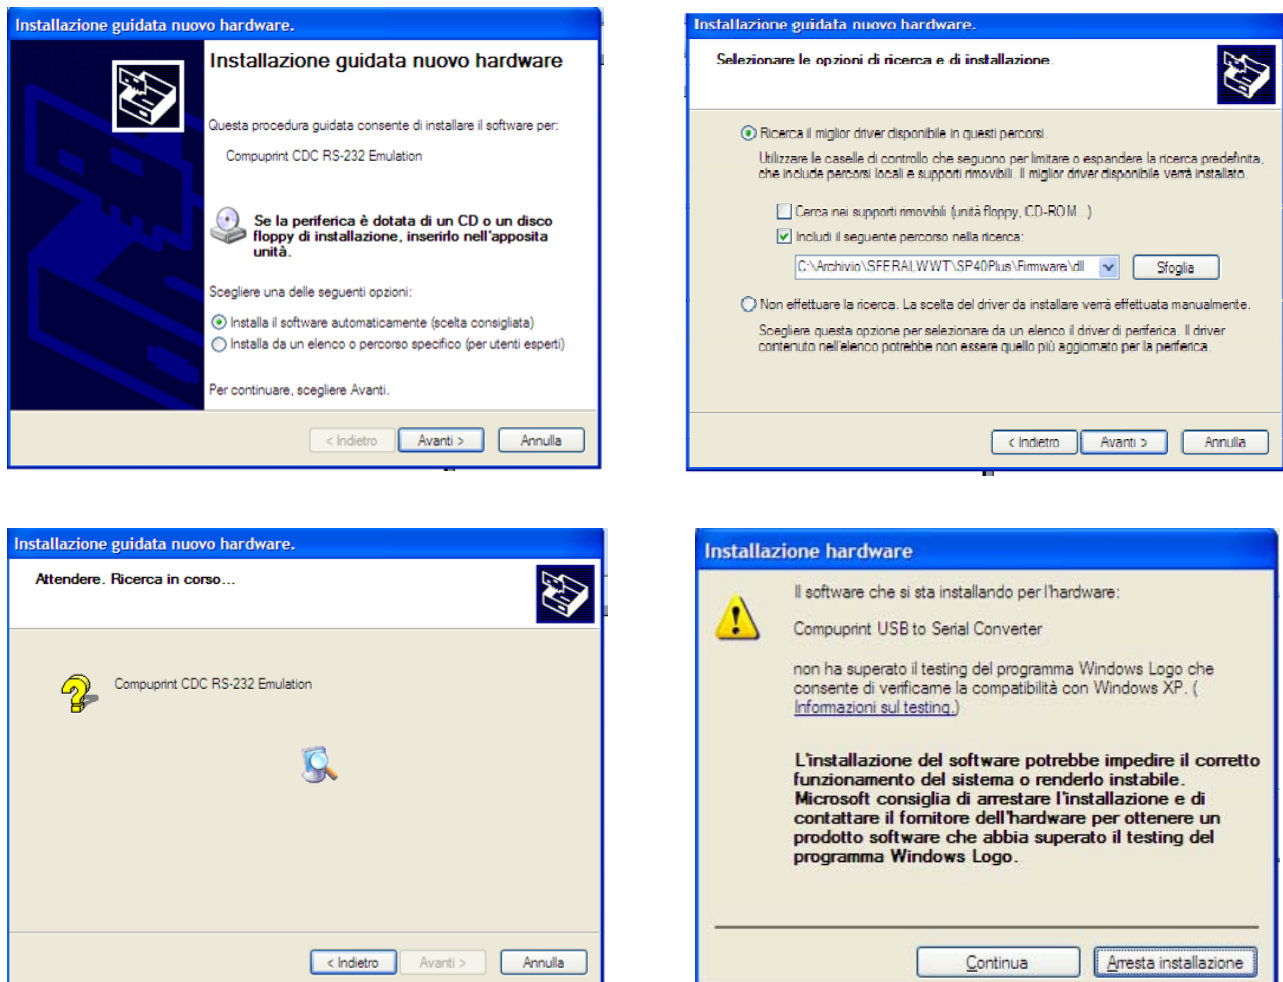 Installazione guidata nuovo hardware.
Installazione guidata nuovo hardware
Questa procedura guidata consente di installare il software per:
Compuprint CDC RS-232 Emulation
Se la periferica è dotata di un CD o un disco
floppy di installazione, inserirlo nell'apposita
unità.
Scegliere una delle seguenti opzioni:
Installa il software automaticamente (scelta consigliata)
Installa da un elenco o percorso specifico (per utenti esperti)
Per continuare, scegliere Avanti.
< Indietro
Avanti >
Annulla
Installazione guidata nuovo hardware.
Selezionare le opzioni di ricerca e di installazione.
Ricerca il miglior driver disponibile in questi percorsi.
Utilizzare le caselle di controllo che seguono per limitare o espandere la ricerca predefinita,
che include percorsi locali e supporti rimovibili. Il miglior driver disponibile verrà installato.
Cerca nei supporti rimovibili (unità floppy, CD-ROM...)
Includi il seguente percorso nella ricerca:
C:\Archivio\SFERALWWT\SP40Plus\Firmware\dll
Sfoglia
Non effettuare la ricerca. La scelta del driver da installare verrà effettuata manualmente.
Scegliere questa opzione per selezionare da un elenco il driver di periferica. Il driver
contenuto nell'elenco potrebbe non essere quello più aggiornato per la periferica.
< Indietro
Avanti >
Annulla
Installazione guidata nuovo hardware.
Attendere. Ricerca in corso...
Compuprint CDC RS-232 Emulation
< Indietro
Avanti >
Annulla
Installazione hardware
Il software che si sta installando per l'hardware:
Compuprint USB to Serial Converter
non ha superato il testing del programma Windows Logo che
consente di verificarne la compatibilità con Windows XP. (
Informazioni sul testing.)
L'installazione del software potrebbe impedire il corretto
funzionamento del sistema o renderlo instabile.
Microsoft consiglia di arrestare l'installazione e di
contattare il fornitore dell'hardware per ottenere un
prodotto software che abbia superato il testing del
programma Windows Logo.
Continua
Arresta installazione